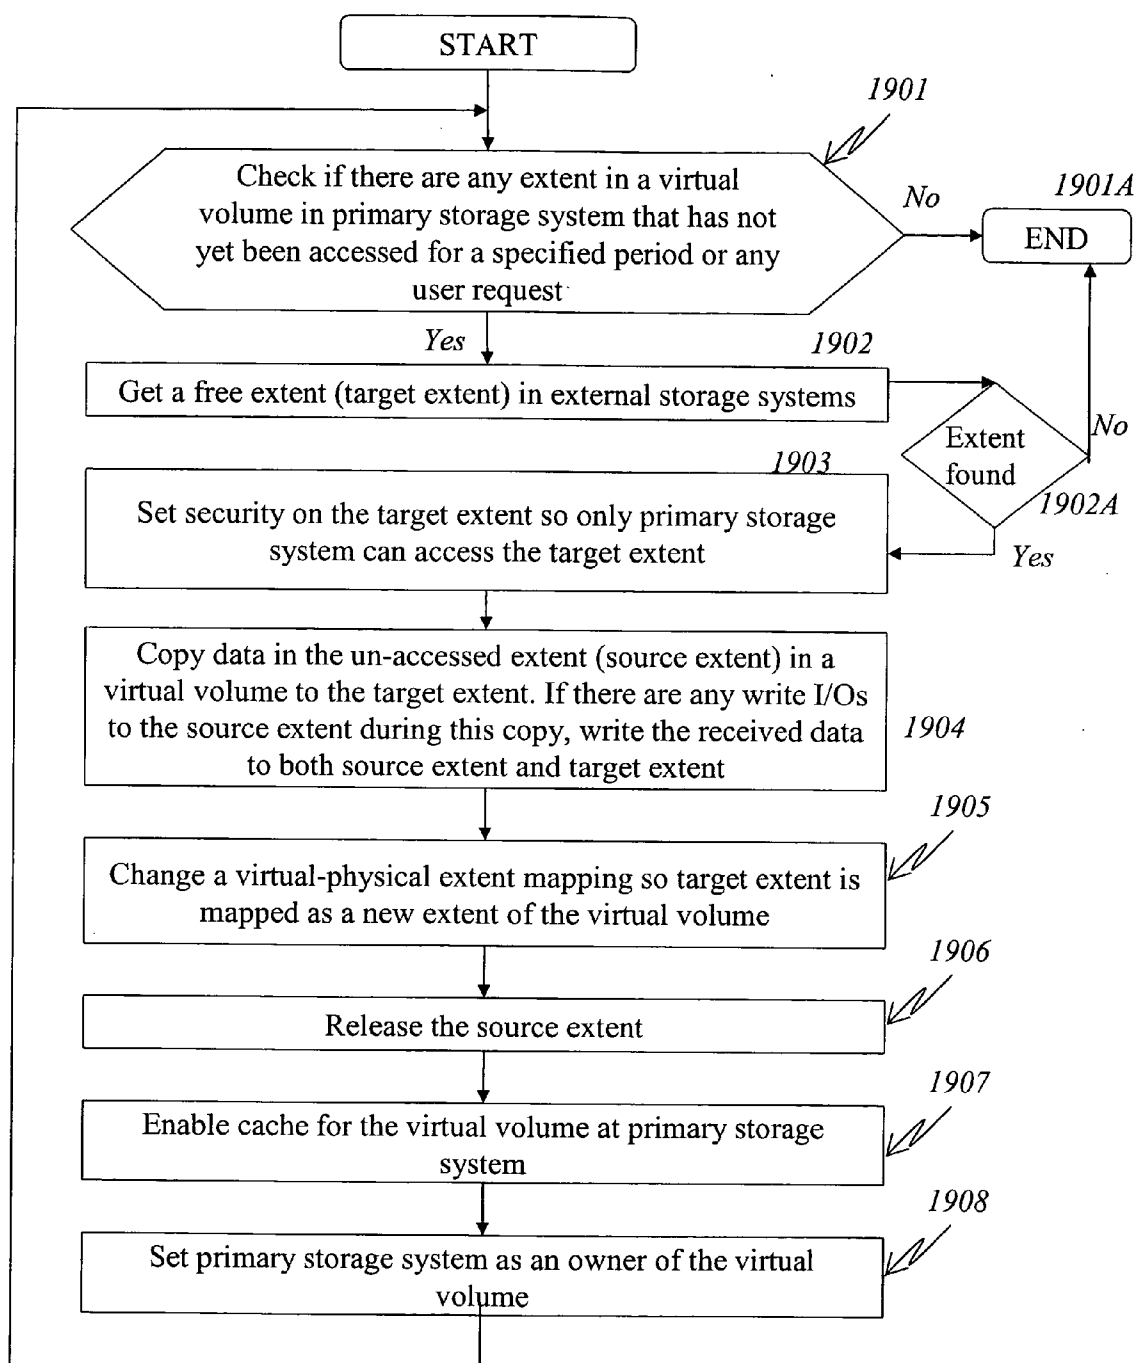 START
1901
Check if there are any extent in a virtual
volume in primary storage system that has not
yet been accessed for a specified period or any
user request
No
1901A
END
Yes
1902
Get a free extent (target extent) in external storage systems
Extent
found
No
1902A
Yes
1903
Set security on the target extent so only primary storage
system can access the target extent
Copy data in the un-accessed extent (source extent) in a
virtual volume to the target extent. If there are any write I/Os
to the source extent during this copy, write the received data
to both source extent and target extent
1904
1905
Change a virtual-physical extent mapping so target extent is
mapped as a new extent of the virtual volume
1906
Release the source extent
1907
Enable cache for the virtual volume at primary storage
system
1908
Set primary storage system as an owner of the virtual
volume